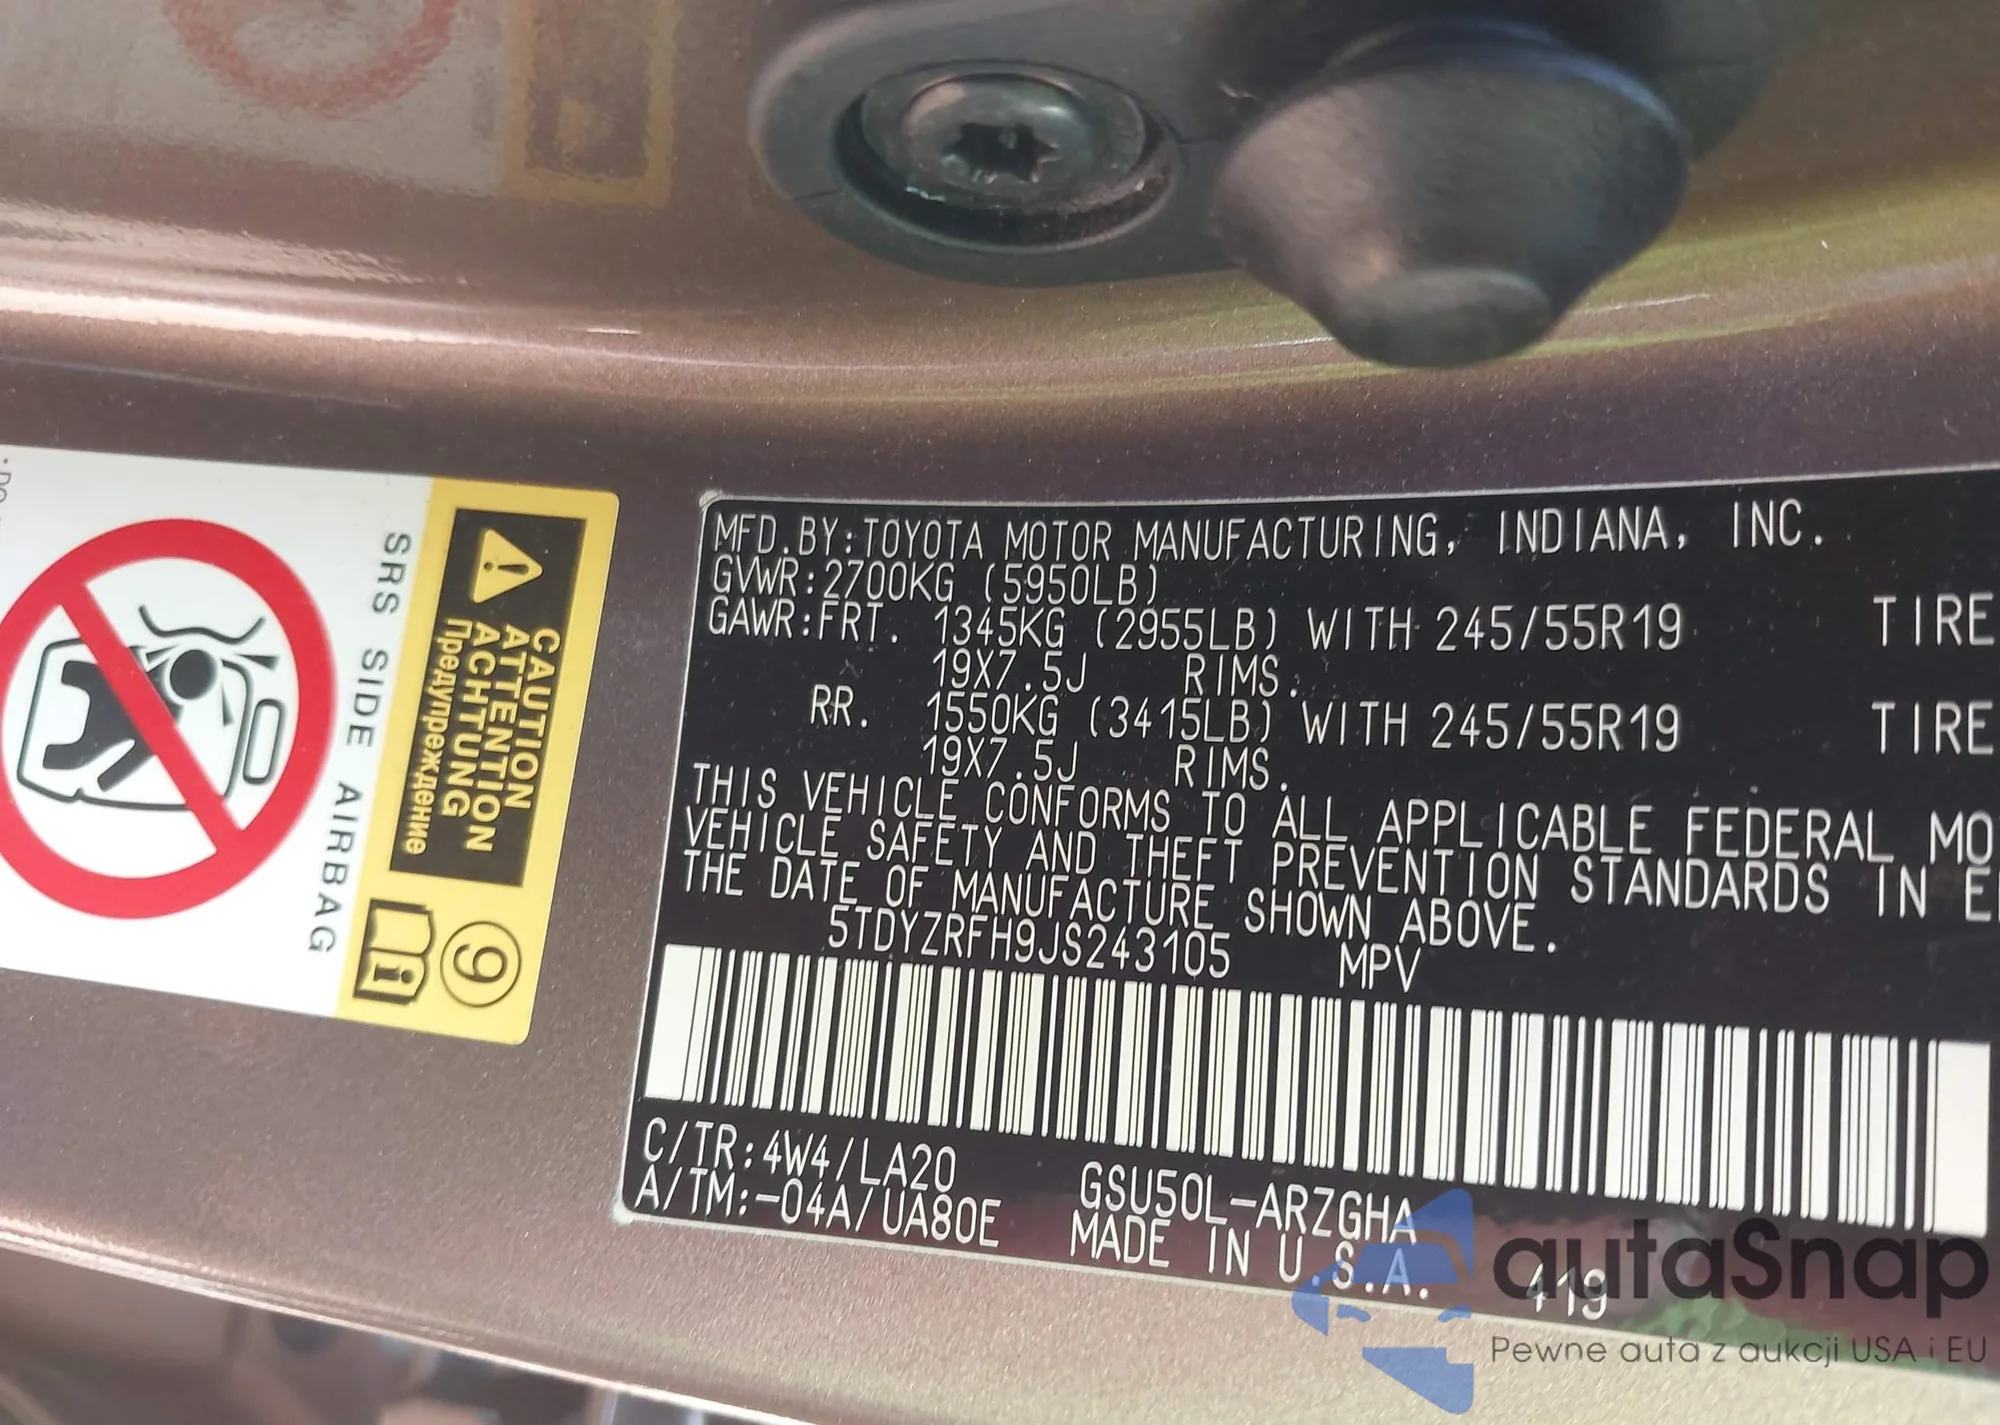 MFD.BY:TOYOTA MOTOR MANUFACTURING, INDIANA, INC.
GVWR:2700KG (5950LB)
GAWR:FRT. 1345KG (2955LB) WITH 245/55R19 TIRE
19X7.5J RIMS.
RR. 1550KG (3415LB) WITH 245/55R19 TIRE
19X7.5J RIMS.
THIS VEHICLE CONFORMS TO ALL APPLICABLE FEDERAL MO
VEHICLE SAFETY AND THEFT PREVENTION STANDARDS IN E
THE DATE OF MANUFACTURE SHOWN ABOVE.
5TDYZRFH9JS243105 MPV
C/TR:4W4/LA20 GSU50L-ARZGHA
A/TM:-04A/UA80E MADE IN U.S.A. 419
CAUTION
ATTENTION
ACHTUNG
Предупреждение
9
i
SRS SIDE AIRBAG
autaSnap
Pewne auta z aukcji USA i EU